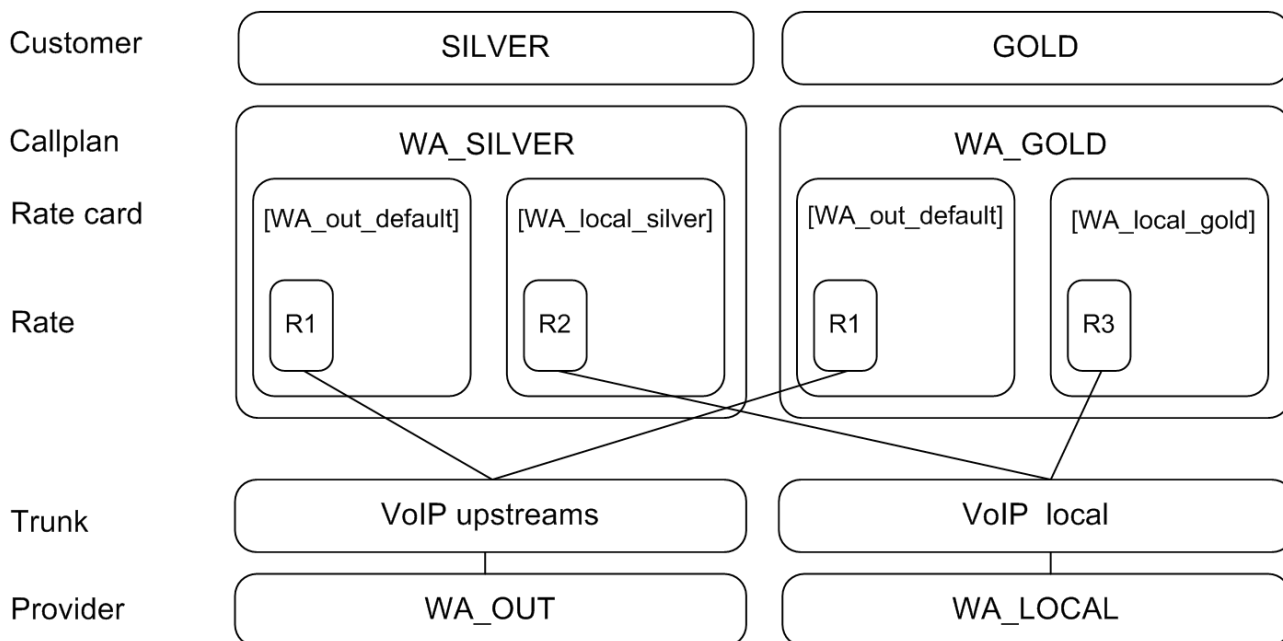 Customer SILVER GOLD
Callplan WA_SILVER WA_GOLD
Rate card [WA_out_default] [WA_local_silver] [WA_out_default] [WA_local_gold]
Rate R1 R2 R1 R3
Trunk VoIP upstreams VoIP local
Provider WA_OUT WA_LOCAL